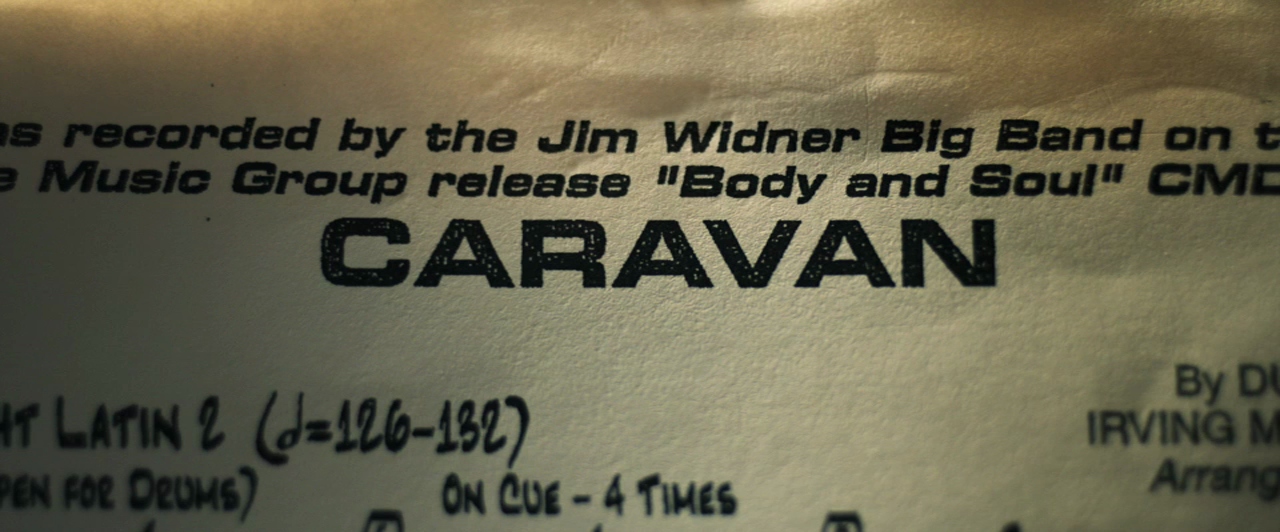 as recorded by the Jim Widner Big Band on t
e Music Group release "Body and Soul" CMD
CARAVAN
By DU
HT LATIN 2 (𝅗𝅥=126-132)
IRVING M
PEN FOR DRUMS)
ON CUE - 4 TIMES
Arrang